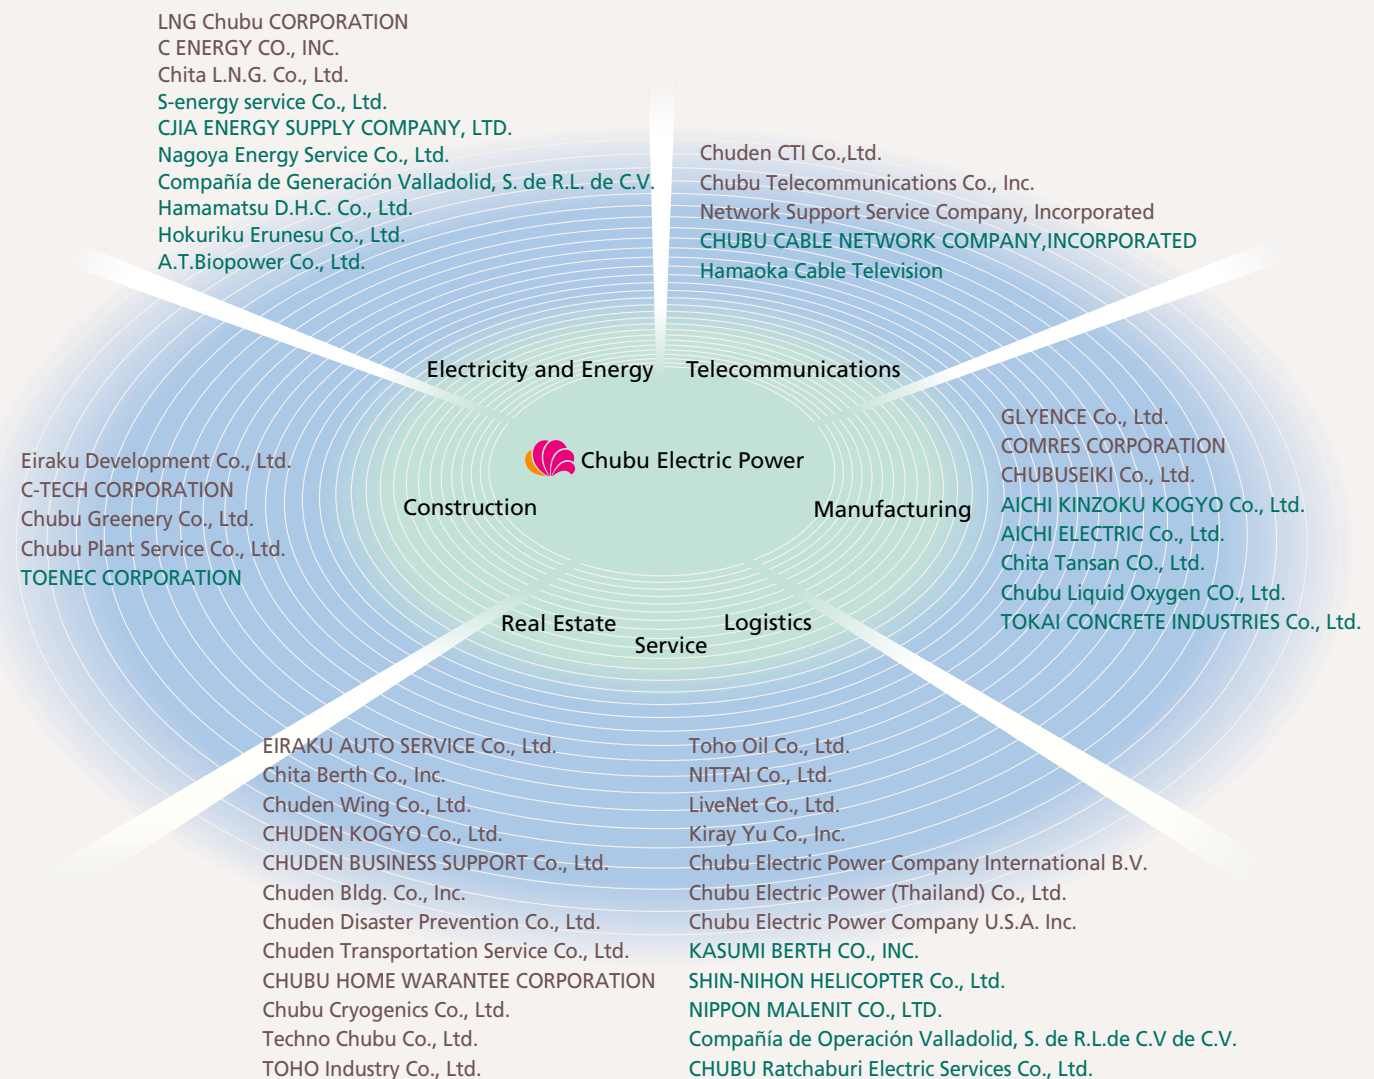 LNG Chubu CORPORATION
C ENERGY CO., INC.
Chita L.N.G. Co., Ltd.
S-energy service Co., Ltd.
CJIA ENERGY SUPPLY COMPANY, LTD.
Nagoya Energy Service Co., Ltd.
Compañía de Generación Valladolid, S. de R.L. de C.V.
Hamamatsu D.H.C. Co., Ltd.
Hokuriku Erunesu Co., Ltd.
A.T.Biopower Co., Ltd.
Chuden CTI Co.,Ltd.
Chubu Telecommunications Co., Inc.
Network Support Service Company, Incorporated
CHUBU CABLE NETWORK COMPANY,INCORPORATED
Hamaoka Cable Television
Electricity and Energy
Telecommunications
Chubu Electric Power
Construction
Manufacturing
Eiraku Development Co., Ltd.
C-TECH CORPORATION
Chubu Greenery Co., Ltd.
Chubu Plant Service Co., Ltd.
TOENEC CORPORATION
GLYENCE Co., Ltd.
COMRES CORPORATION
CHUBUSEIKI Co., Ltd.
AICHI KINZOKU KOGYO Co., Ltd.
AICHI ELECTRIC Co., Ltd.
Chita Tansan CO., Ltd.
Chubu Liquid Oxygen CO., Ltd.
TOKAI CONCRETE INDUSTRIES Co., Ltd.
Real Estate
Service
Logistics
EIRAKU AUTO SERVICE Co., Ltd.
Chita Berth Co., Inc.
Chuden Wing Co., Ltd.
CHUDEN KOGYO Co., Ltd.
CHUDEN BUSINESS SUPPORT Co., Ltd.
Chuden Bldg. Co., Inc.
Chuden Disaster Prevention Co., Ltd.
Chuden Transportation Service Co., Ltd.
CHUBU HOME WARANTEE CORPORATION
Chubu Cryogenics Co., Ltd.
Techno Chubu Co., Ltd.
TOHO Industry Co., Ltd.
Toho Oil Co., Ltd.
NITTAI Co., Ltd.
LiveNet Co., Ltd.
Kiray Yu Co., Inc.
Chubu Electric Power Company International B.V.
Chubu Electric Power (Thailand) Co., Ltd.
Chubu Electric Power Company U.S.A. Inc.
KASUMI BERTH CO., INC.
SHIN-NIHON HELICOPTER Co., Ltd.
NIPPON MALENIT CO., LTD.
Compañía de Operación Valladolid, S. de R.L.de C.V de C.V.
CHUBU Ratchaburi Electric Services Co., Ltd.